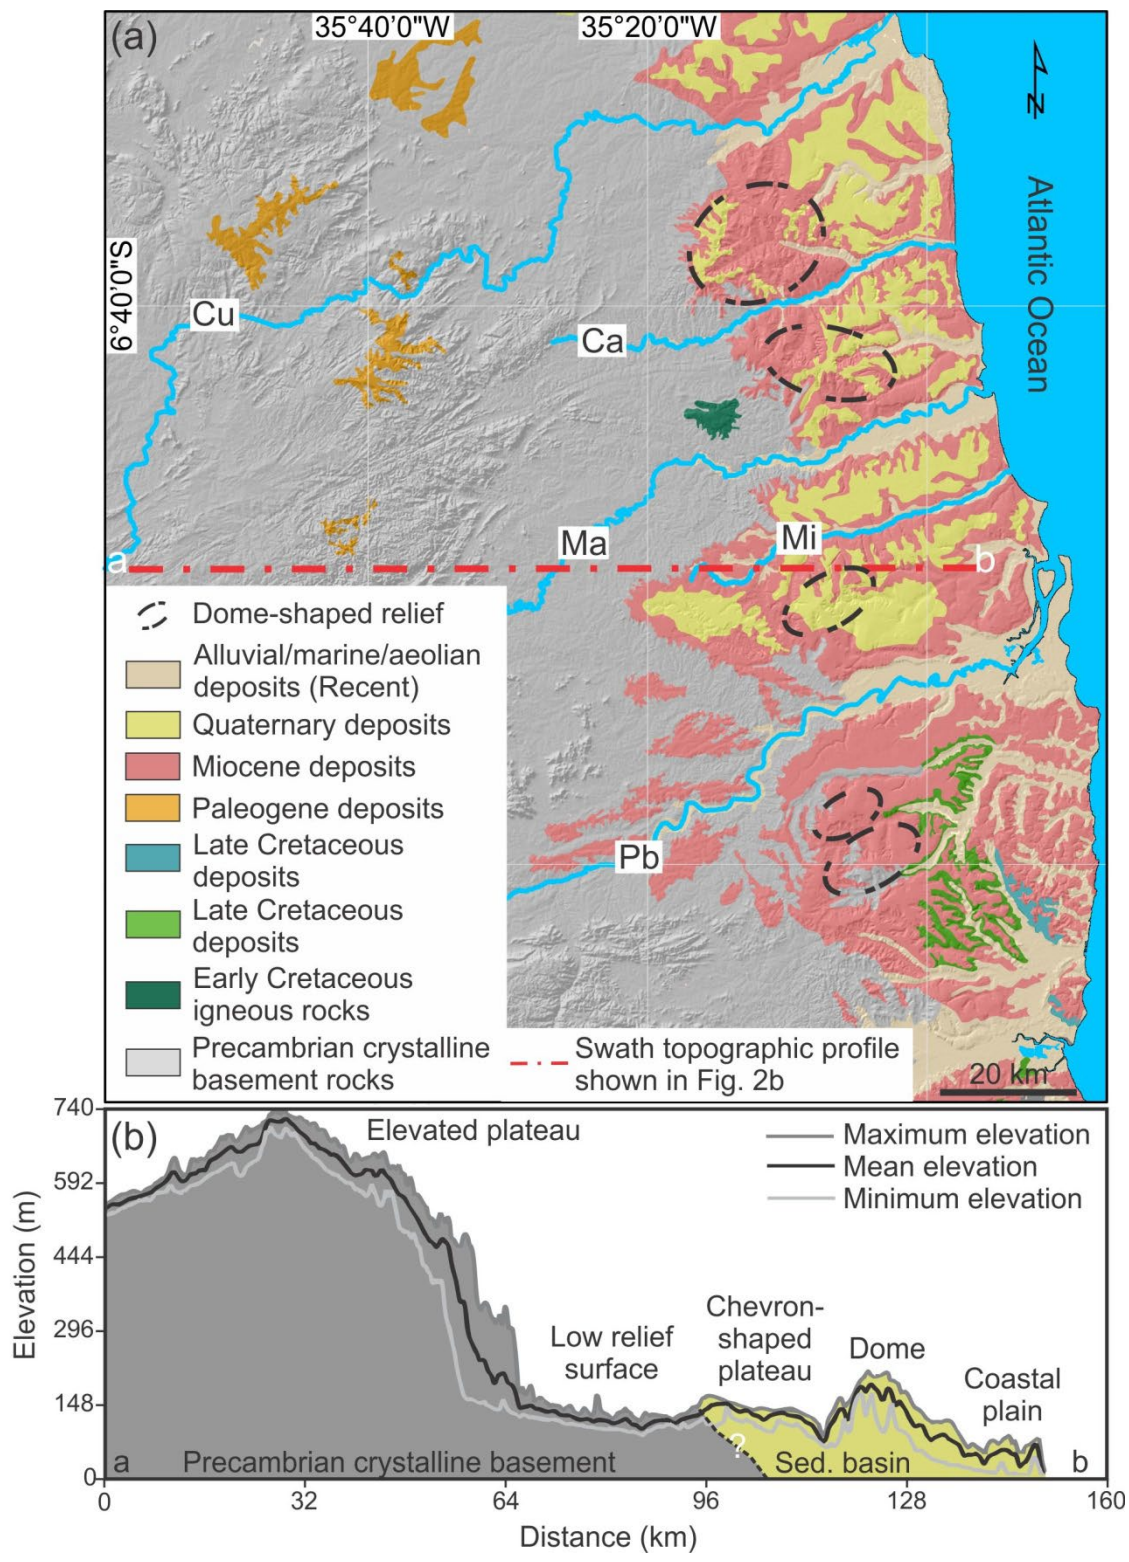 (a)
35°40'0"W
35°20'0"W
N
Atlantic Ocean
6°40'0"S
Cu
Ca
Ma
Mi
a
b
Pb
Dome-shaped relief
Alluvial/marine/aeolian
deposits (Recent)
Quaternary deposits
Miocene deposits
Paleogene deposits
Late Cretaceous
deposits
Late Cretaceous
deposits
Early Cretaceous
igneous rocks
Precambrian crystalline
basement rocks
Swath topographic profile
shown in Fig. 2b
20 km
(b)
Elevated plateau
Maximum elevation
Mean elevation
Minimum elevation
Elevation (m)
740
592
444
296
148
0
Low relief
surface
Chevron-
shaped
plateau
Dome
Coastal
plain
?
a
Precambrian crystalline basement
Sed. basin
b
0
32
64
96
128
160
Distance (km)